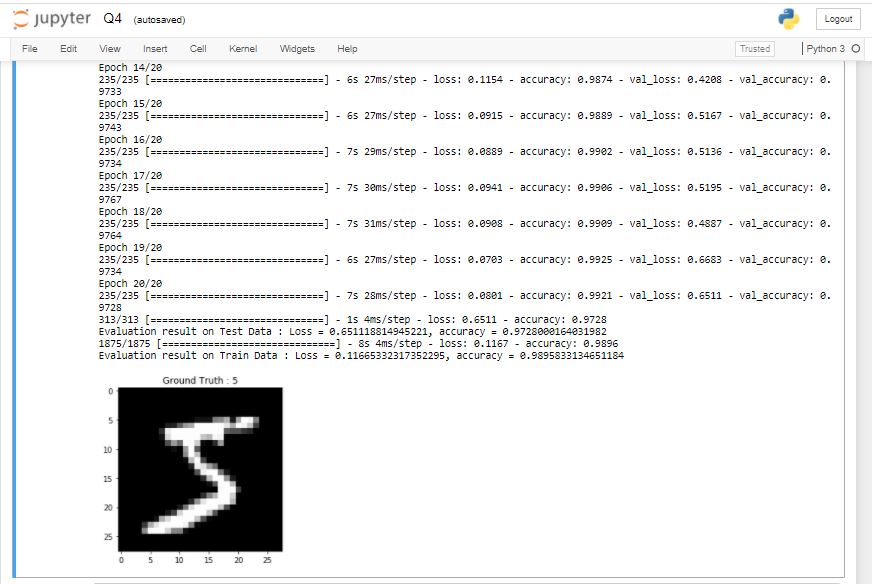 jupyter Q4 (autosaved)
Logout
File Edit View Insert Cell Kernel Widgets Help
Trusted
Python 3
Epoch 14/20
235/235 [==============================] - 6s 27ms/step - loss: 0.1154 - accuracy: 0.9874 - val_loss: 0.4208 - val_accuracy: 0.
9733
Epoch 15/20
235/235 [==============================] - 6s 27ms/step - loss: 0.0915 - accuracy: 0.9889 - val_loss: 0.5167 - val_accuracy: 0.
9743
Epoch 16/20
235/235 [==============================] - 7s 29ms/step - loss: 0.0889 - accuracy: 0.9902 - val_loss: 0.5136 - val_accuracy: 0.
9734
Epoch 17/20
235/235 [==============================] - 7s 30ms/step - loss: 0.0941 - accuracy: 0.9906 - val_loss: 0.5195 - val_accuracy: 0.
9767
Epoch 18/20
235/235 [==============================] - 7s 31ms/step - loss: 0.0908 - accuracy: 0.9909 - val_loss: 0.4887 - val_accuracy: 0.
9764
Epoch 19/20
235/235 [==============================] - 6s 27ms/step - loss: 0.0703 - accuracy: 0.9925 - val_loss: 0.6683 - val_accuracy: 0.
9734
Epoch 20/20
235/235 [==============================] - 7s 28ms/step - loss: 0.0801 - accuracy: 0.9921 - val_loss: 0.6511 - val_accuracy: 0.
9728
313/313 [==============================] - 1s 4ms/step - loss: 0.6511 - accuracy: 0.9728
Evaluation result on Test Data : Loss = 0.651118814945221, accuracy = 0.9728000164031982
1875/1875 [==============================] - 8s 4ms/step - loss: 0.1167 - accuracy: 0.9896
Evaluation result on Train Data : Loss = 0.11665332317352295, accuracy = 0.9895833134651184
Ground Truth : 5
0
5
10
15
20
25
0 5 10 15 20 25
5